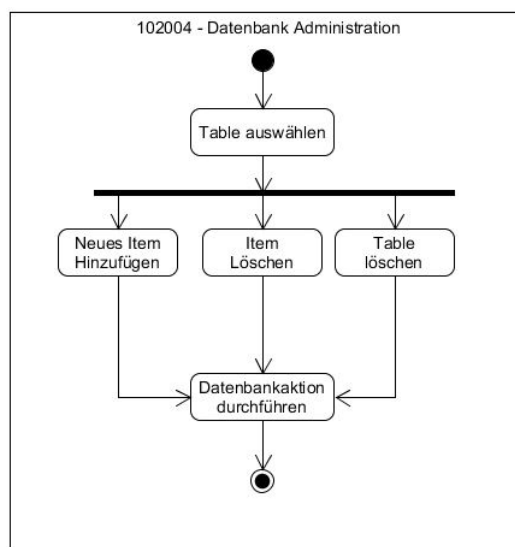 102004 - Datenbank Administration
Table auswählen
Neues Item
Hinzufügen
Item
Löschen
Table
löschen
Datenbankaktion
durchführen